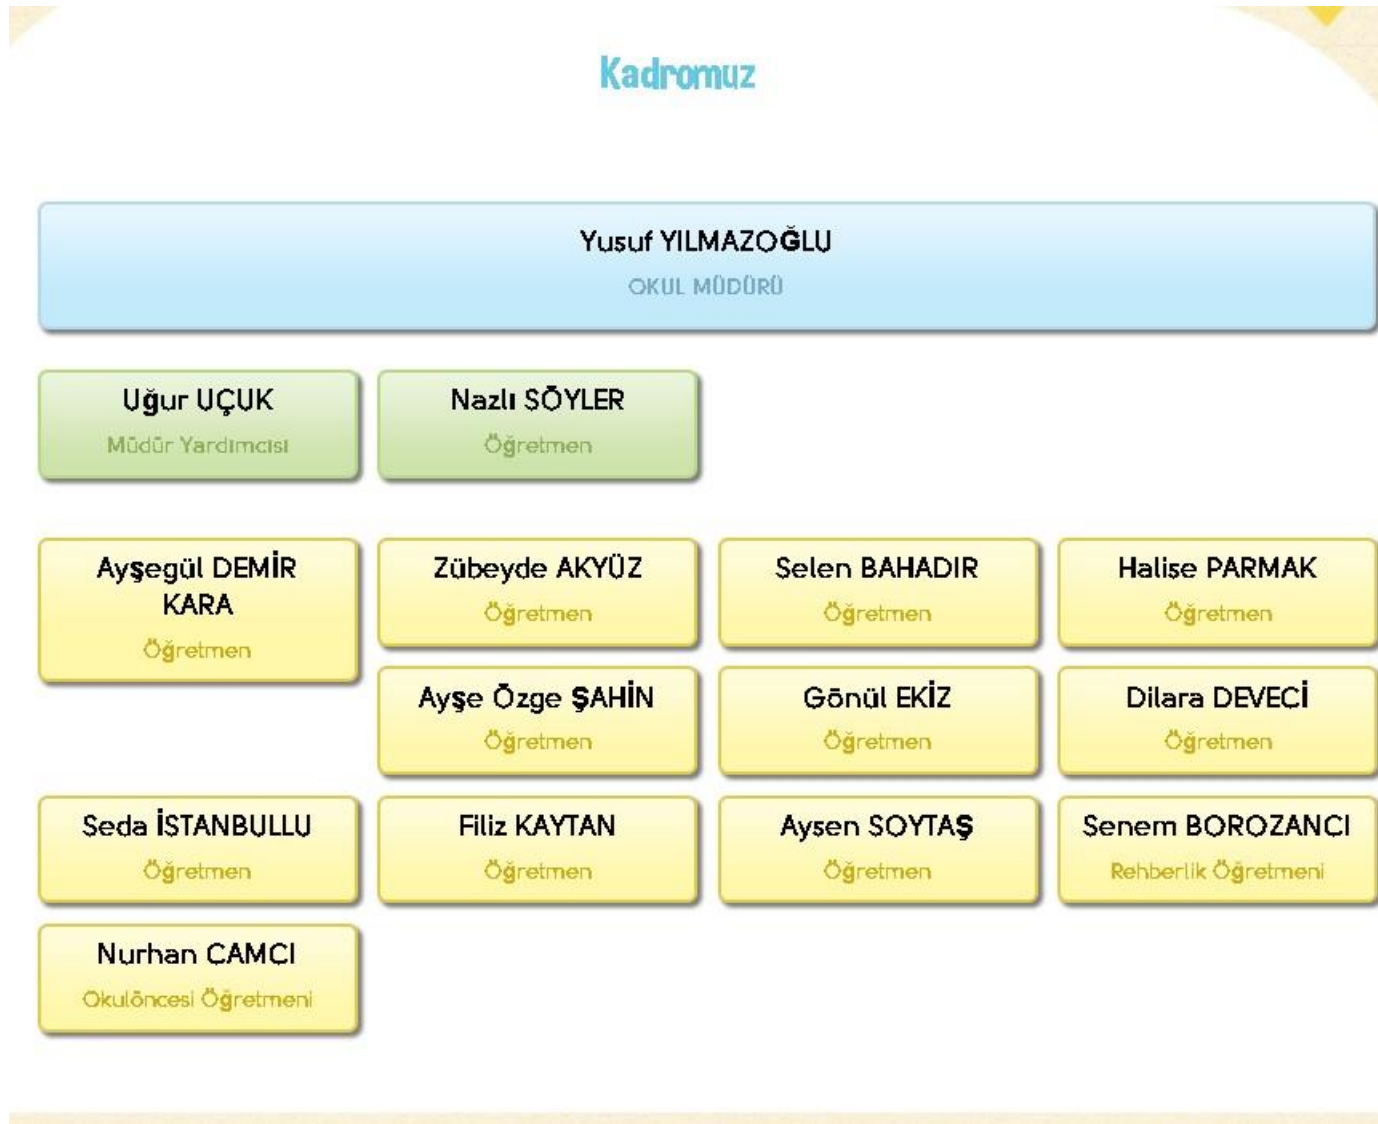 Kadromuz
Yusuf YILMAZOĞLU
OKUL MÜDÜRÜ
Uğur UÇUK
Müdür Yardımcısı
Nazlı SÖYLER
Öğretmen
Ayşegül DEMİR
KARA
Öğretmen
Zübeyde AKYÜZ
Öğretmen
Selen BAHADIR
Öğretmen
Halise PARMAK
Öğretmen
Ayşe Özge ŞAHİN
Öğretmen
Gönül EKİZ
Öğretmen
Dilara DEVECİ
Öğretmen
Seda İSTANBULLU
Öğretmen
Filiz KAYTAN
Öğretmen
Aysen SOYTAŞ
Öğretmen
Senem BOROZANCI
Rehberlik Öğretmeni
Nurhan CAMCI
Okulöncesi Öğretmeni